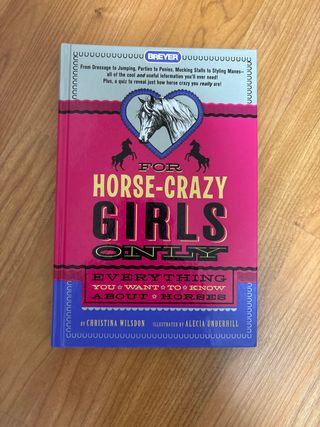 BREYER
From Dressage to Jumping, Parties to Ponies, Mucking Stalls to Styling Manes—
all of the cool and useful information you'll ever need!
Plus, a quiz to reveal just how horse crazy you really are!
FOR
HORSE-CRAZY
GIRLS
ONLY
EVERYTHING
YOU ★ WANT ★ TO ★ KNOW
ABOUT ★ HORSES
BY CHRISTINA WILSDON ILLUSTRATED BY ALECIA UNDERHILL